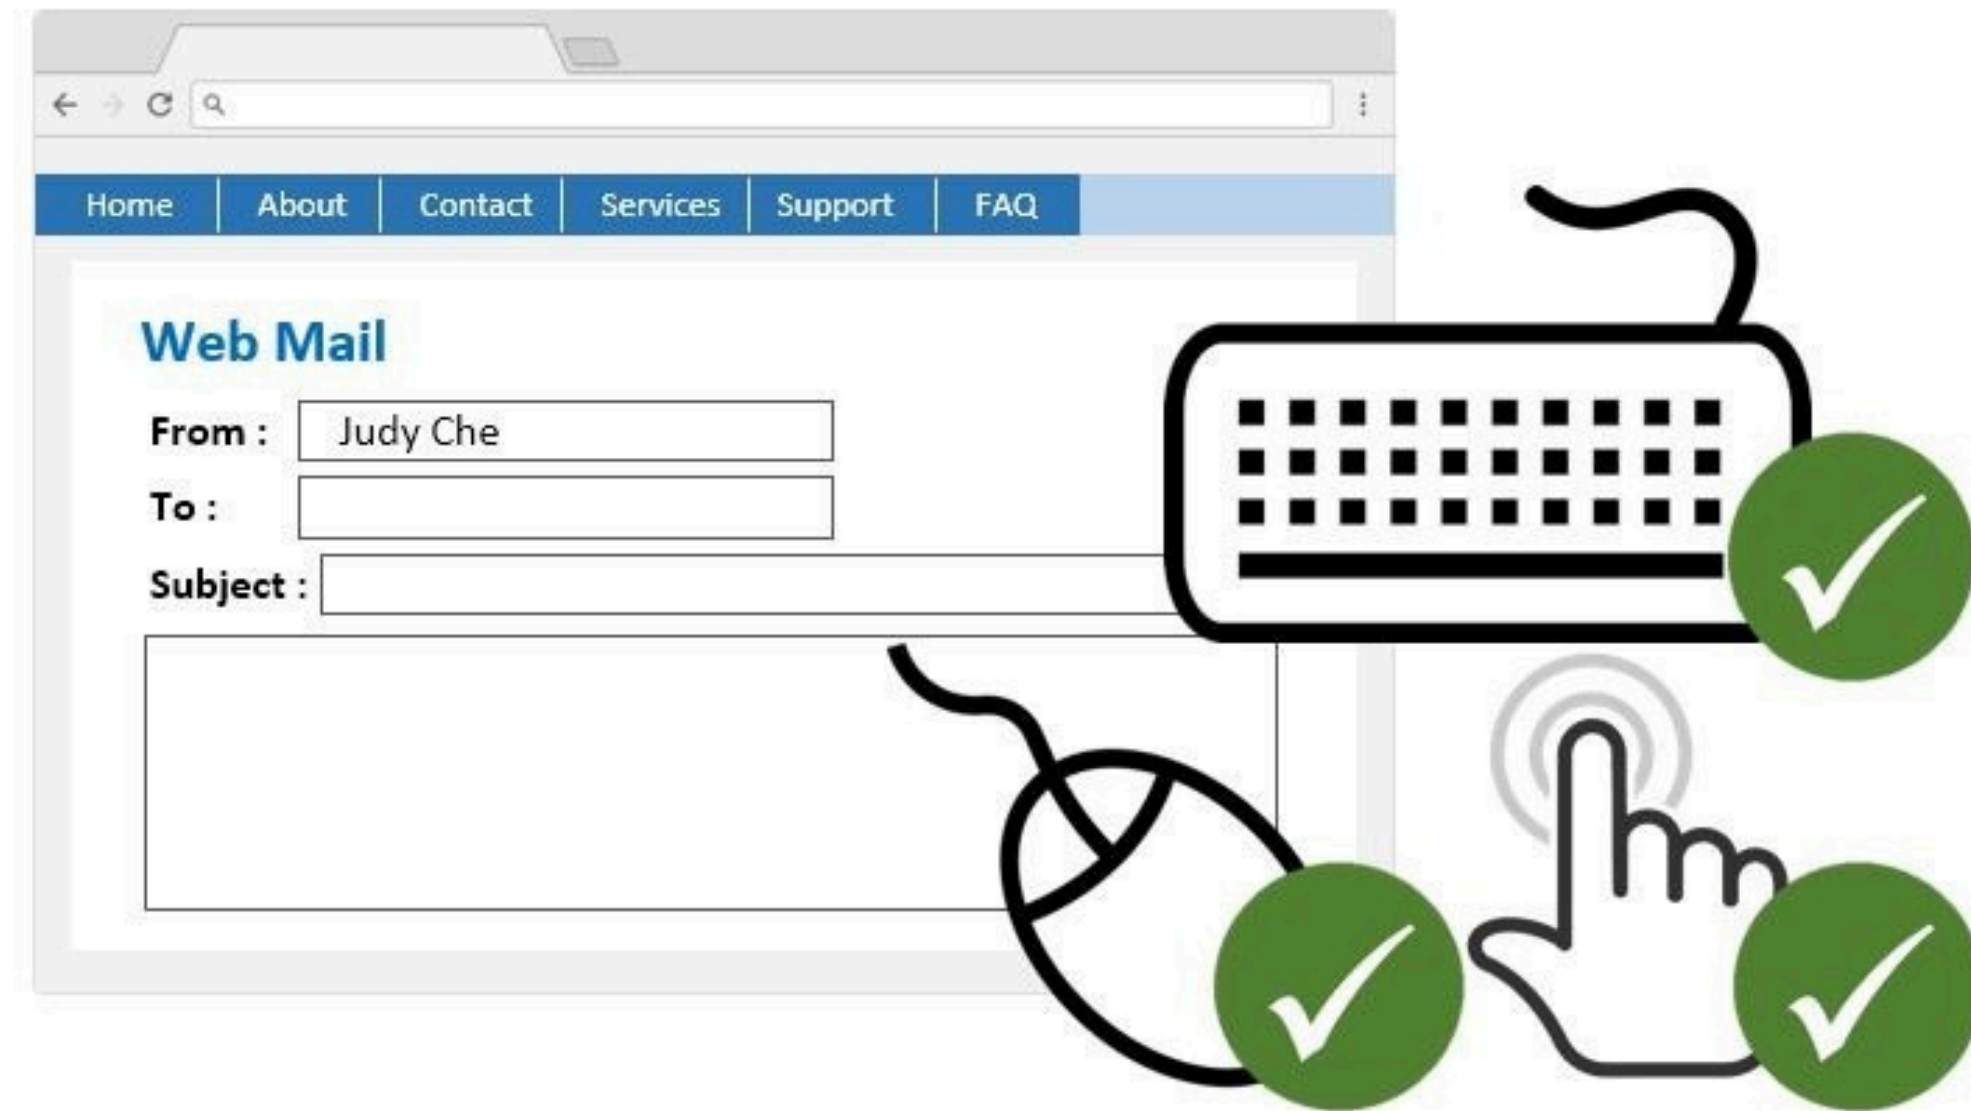 Home About Contact Services Support FAQ
Web Mail
From : Judy Che
To :
Subject :